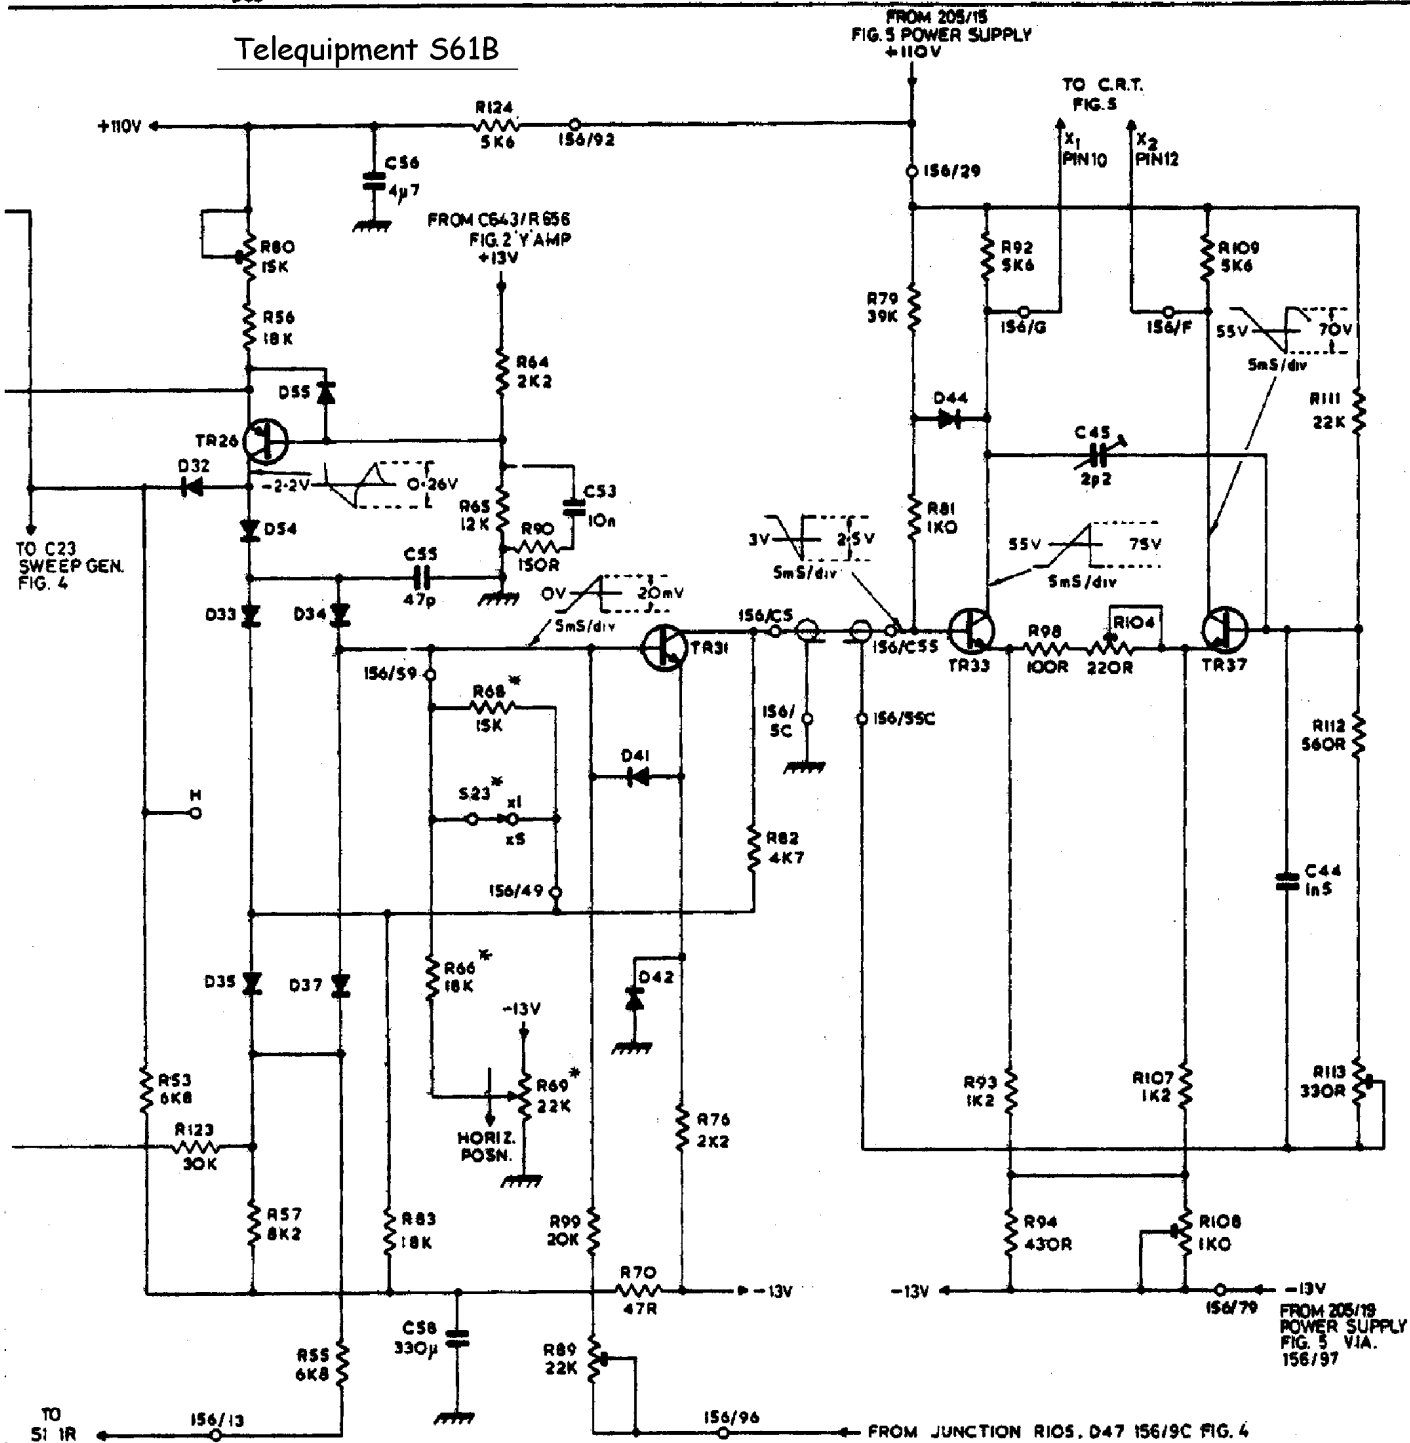 Telequipment S61B
FROM 205/15
FIG.5 POWER SUPPLY
+110V
TO C.R.T.
FIG.5
+110V
R124
5K6
156/92
X1
PIN10
X2
PIN12
C56
4µ7
156/29
FROM C643/R656
FIG.2 'Y' AMP
+13V
R80
15K
R92
5K6
R109
5K6
R79
39K
R56
18K
156/G
156/F
55V
70V
5mS/div
R64
2K2
D55
D44
R111
22K
TR26
C45
2p2
D32
-2·2V
0·26V
R65
12K
C53
10n
R90
150R
R81
1K0
D54
3V
2·5V
5mS/div
55V
75V
5mS/div
TO C23
SWEEP GEN.
FIG. 4
C55
47p
D33
D34
0V
20mV
5mS/div
156/C5
156/C55
TR31
TR33
R98
100R
R104
220R
TR37
156/59
R68*
15K
156/
5C
156/55C
R112
560R
D41
S23*
x1
x5
H
R82
4K7
C44
1n5
156/49
D35
D37
R66*
18K
D42
-13V
R53
6K8
R69*
22K
R93
1K2
R107
1K2
R113
330R
R123
30K
HORIZ.
POSN.
R76
2K2
R57
8K2
R83
18K
R99
20K
R94
430R
R108
1K0
R70
47R
-13V
-13V
156/79
-13V
FROM 205/19
POWER SUPPLY
FIG. 5 VIA.
156/97
C58
330µ
R55
6K8
R89
22K
TO
S1 1R
156/13
156/96
FROM JUNCTION R105, D47 156/9C FIG. 4